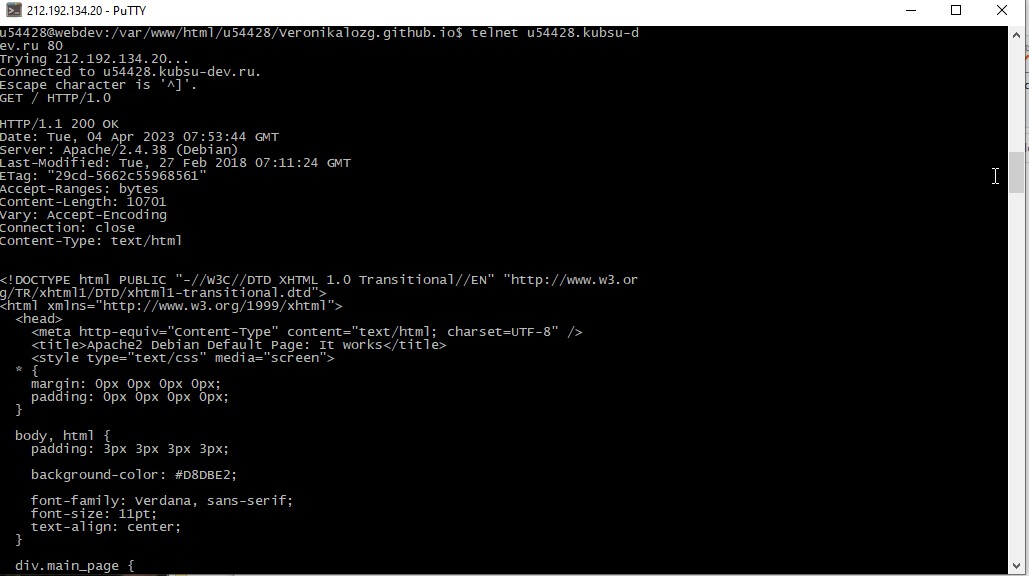 212.192.134.20 - PuTTY
u54428@webdev:/var/www/html/u54428/Veronikalozg.github.io$ telnet u54428.kubsu-d
ev.ru 80
Trying 212.192.134.20...
Connected to u54428.kubsu-dev.ru.
Escape character is '^]'.
GET / HTTP/1.0
HTTP/1.1 200 OK
Date: Tue, 04 Apr 2023 07:53:44 GMT
Server: Apache/2.4.38 (Debian)
Last-Modified: Tue, 27 Feb 2018 07:11:24 GMT
ETag: "29cd-5662c55968561"
Accept-Ranges: bytes
Content-Length: 10701
Vary: Accept-Encoding
Connection: close
Content-Type: text/html
<!DOCTYPE html PUBLIC "-//W3C//DTD XHTML 1.0 Transitional//EN" "http://www.w3.or
g/TR/xhtml1/DTD/xhtml1-transitional.dtd">
<html xmlns="http://www.w3.org/1999/xhtml">
  <head>
    <meta http-equiv="Content-Type" content="text/html; charset=UTF-8" />
    <title>Apache2 Debian Default Page: It works</title>
    <style type="text/css" media="screen">
  * {
    margin: 0px 0px 0px 0px;
    padding: 0px 0px 0px 0px;
  }
  body, html {
    padding: 3px 3px 3px 3px;
    background-color: #D8DBE2;
    font-family: Verdana, sans-serif;
    font-size: 11pt;
    text-align: center;
  }
  div.main_page {